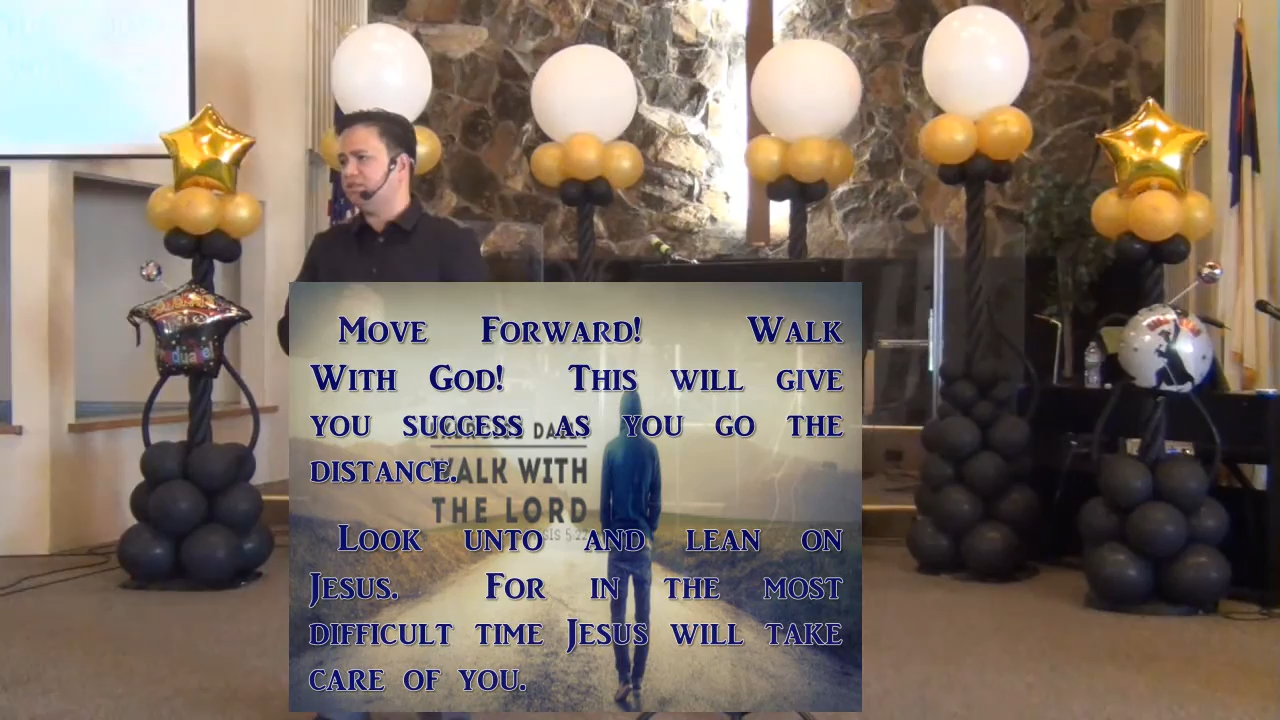 Move Forward! Walk
With God! This will give
you success as you go the
distance.
WALK WITH
THE LORD
Look unto and lean on
Jesus. For in the most
difficult time Jesus will take
care of you.